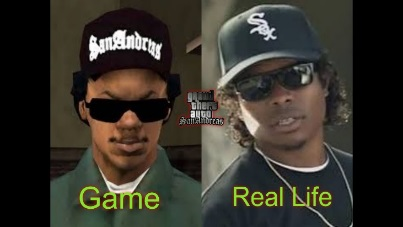 SanAndreas
Sox
grand
theft
auto
San Andreas
Game
Real Life